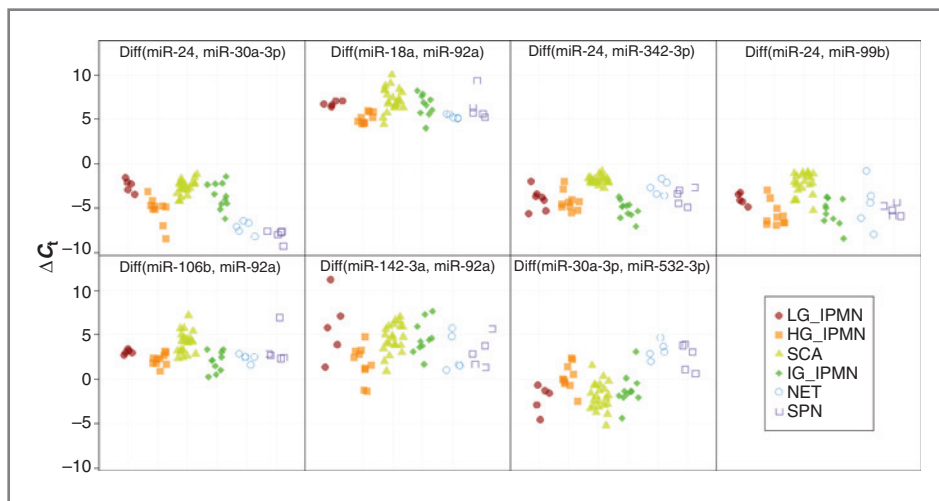 Diff(miR-24, miR-30a-3p) Diff(miR-18a, miR-92a) Diff(miR-24, miR-342-3p) Diff(miR-24, miR-99b)
10
5
0
−5
−10
ΔCt
Diff(miR-106b, miR-92a) Diff(miR-142-3a, miR-92a) Diff(miR-30a-3p, miR-532-3p)
10
5
0
−5
−10
LG_IPMN
HG_IPMN
SCA
IG_IPMN
NET
SPN